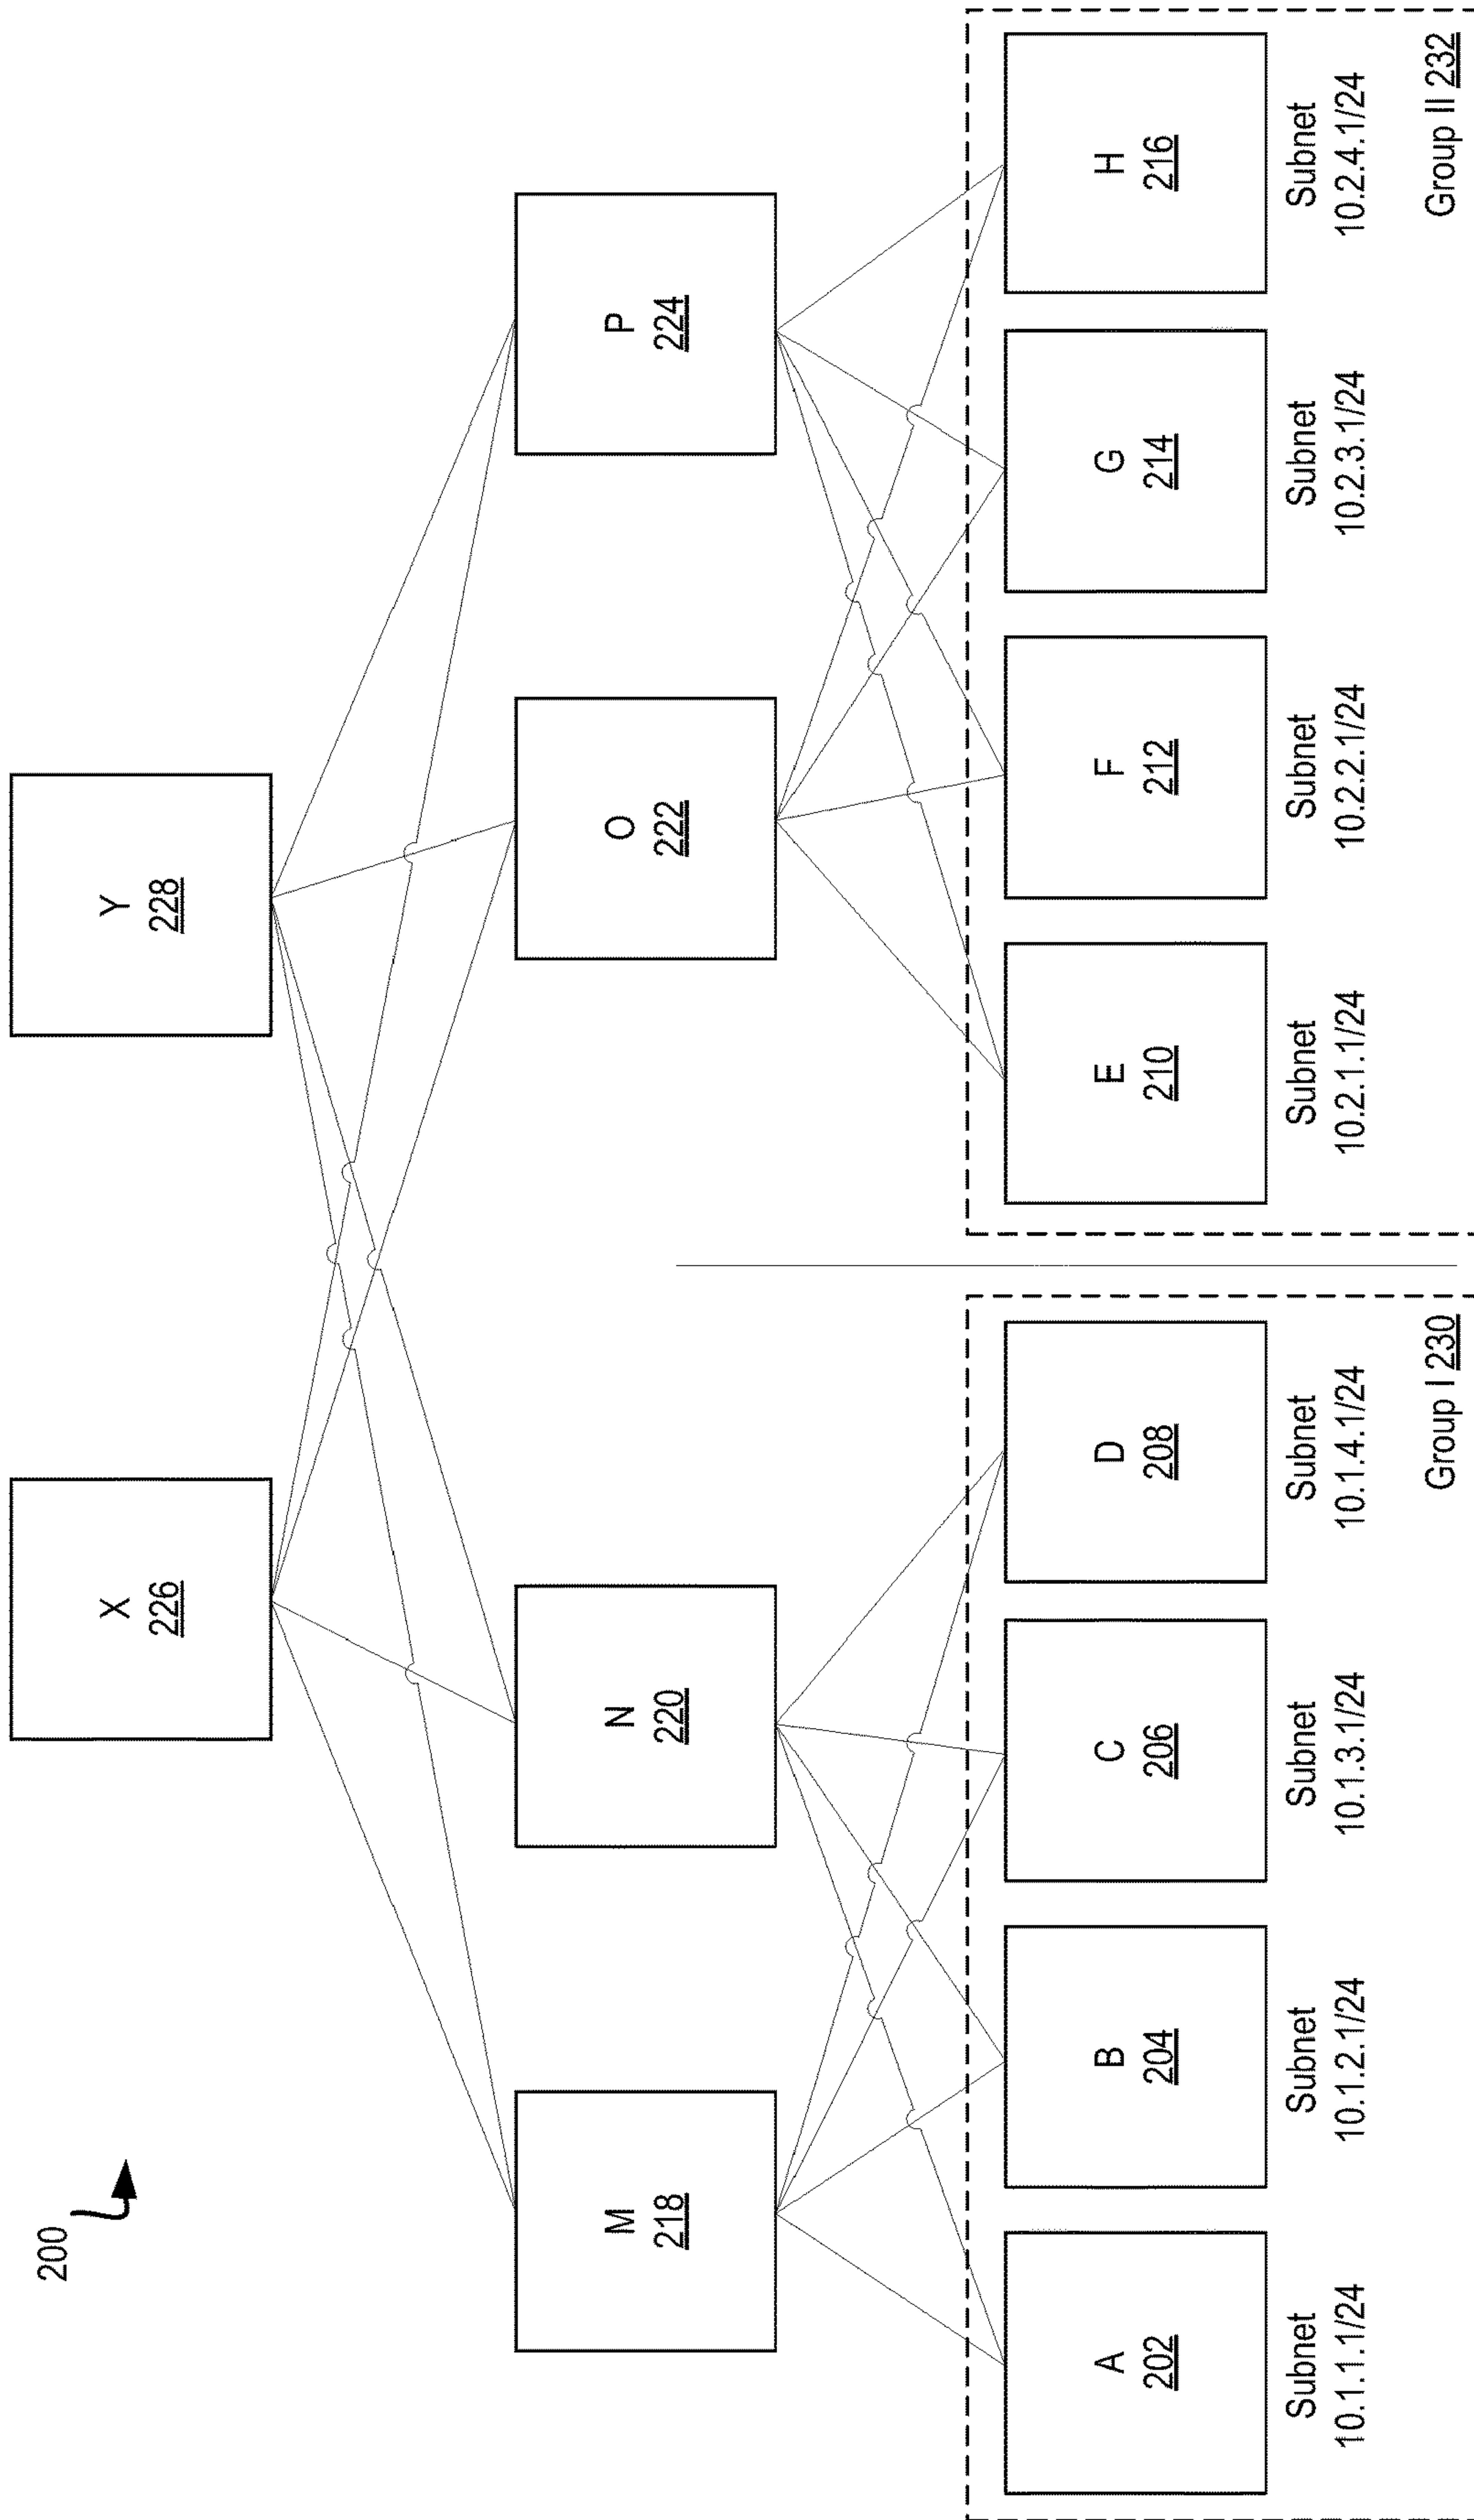 200
X
226
Y
228
M
218
N
220
O
222
P
224
A
202
B
204
C
206
D
208
E
210
F
212
G
214
H
216
Subnet
10.1.1.1/24
Subnet
10.1.2.1/24
Subnet
10.1.3.1/24
Subnet
10.1.4.1/24
Subnet
10.2.1.1/24
Subnet
10.2.2.1/24
Subnet
10.2.3.1/24
Subnet
10.2.4.1/24
Group I 230
Group II 232